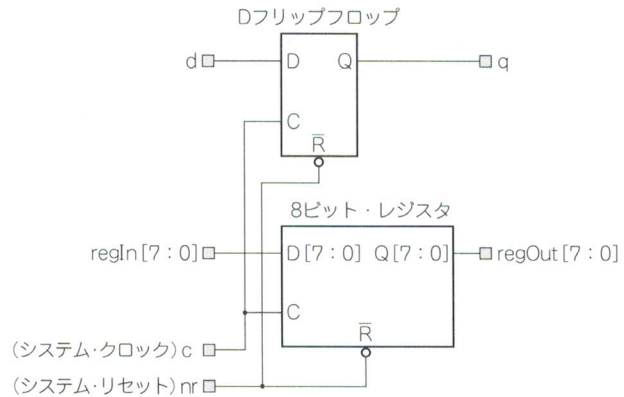 Dフリップフロップ
d
D
Q
q
C
R̅
8ビット・レジスタ
regIn[7:0]
D[7:0]
Q[7:0]
regOut[7:0]
C
R̅
(システム・クロック)c
(システム・リセット)nr